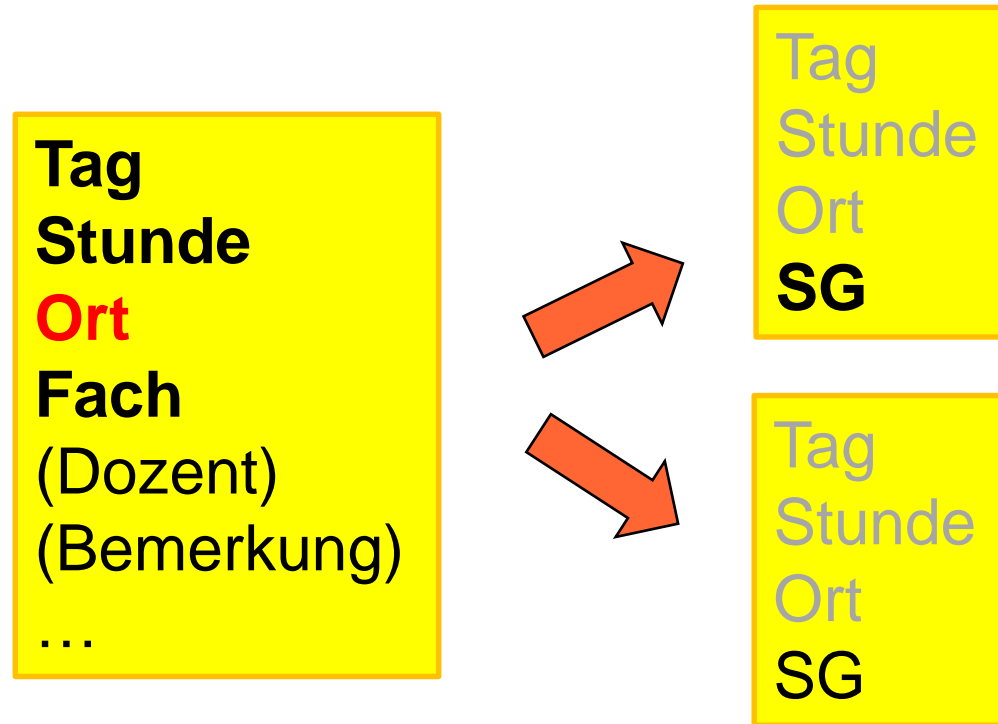 Tag
Stunde
Ort
Fach
(Dozent)
(Bemerkung)
…
Tag
Stunde
Ort
SG
Tag
Stunde
Ort
SG